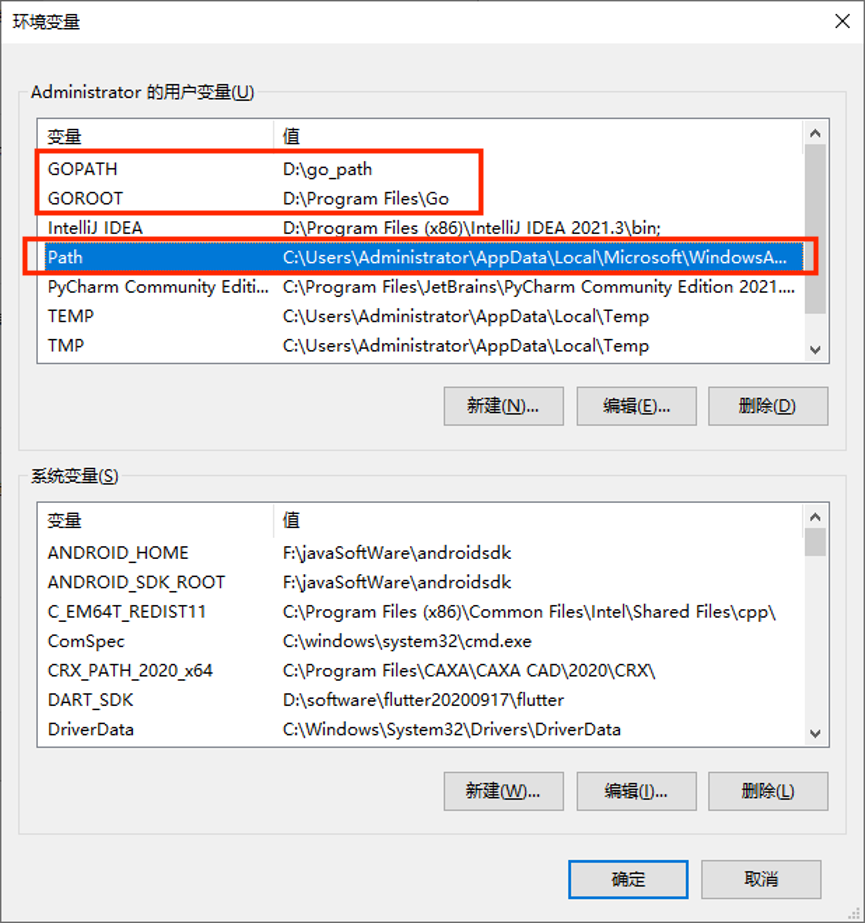 环境变量
Administrator 的用户变量(U)
变量 值
GOPATH D:\go_path
GOROOT D:\Program Files\Go
IntelliJ IDEA D:\Program Files (x86)\IntelliJ IDEA 2021.3\bin;
Path C:\Users\Administrator\AppData\Local\Microsoft\WindowsA...
PyCharm Community Editi... C:\Program Files\JetBrains\PyCharm Community Edition 2021....
TEMP C:\Users\Administrator\AppData\Local\Temp
TMP C:\Users\Administrator\AppData\Local\Temp
新建(N)... 编辑(E)... 删除(D)
系统变量(S)
变量 值
ANDROID_HOME F:\javaSoftWare\androidsdk
ANDROID_SDK_ROOT F:\javaSoftWare\androidsdk
C_EM64T_REDIST11 C:\Program Files (x86)\Common Files\Intel\Shared Files\cpp\
ComSpec C:\windows\system32\cmd.exe
CRX_PATH_2020_x64 C:\Program Files\CAXA\CAXA CAD\2020\CRX\
DART_SDK D:\software\flutter20200917\flutter
DriverData C:\Windows\System32\Drivers\DriverData
新建(W)... 编辑(I)... 删除(L)
确定 取消